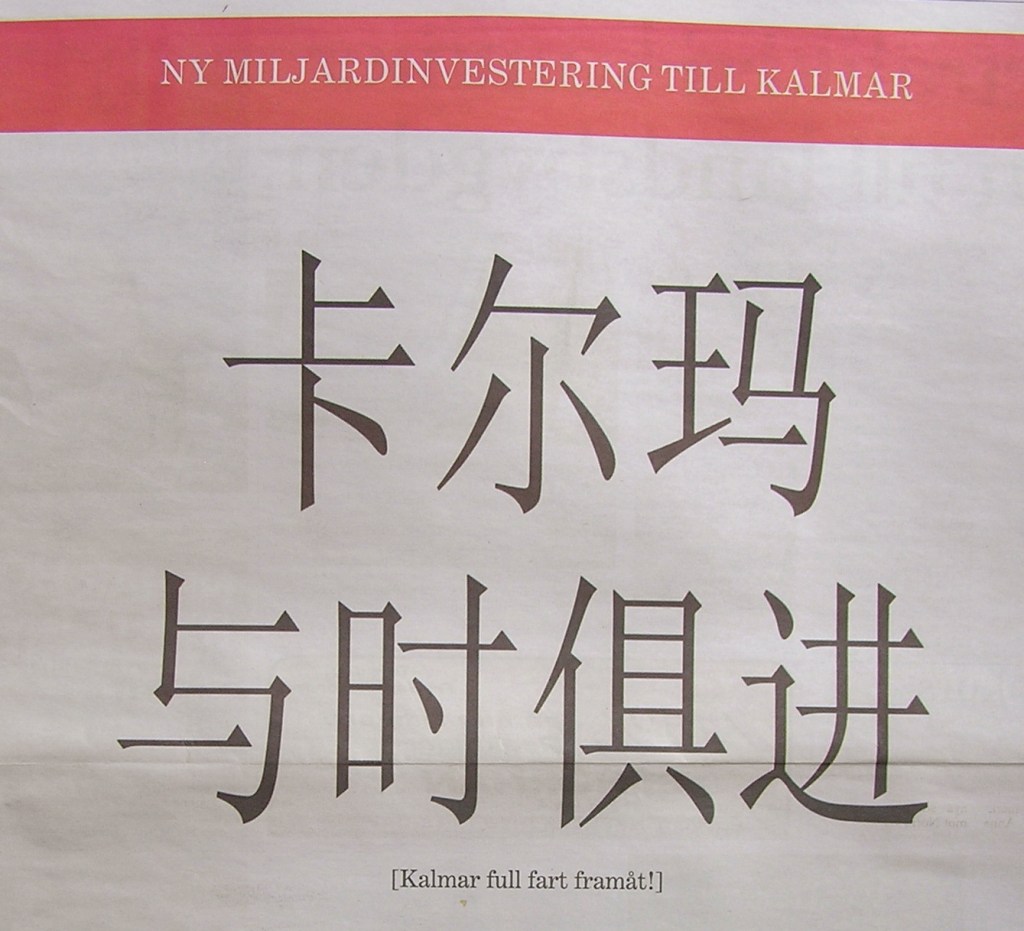 NY MILJARDINVESTERING TILL KALMAR
卡尔玛
与时俱进
[Kalmar full fart framåt!]